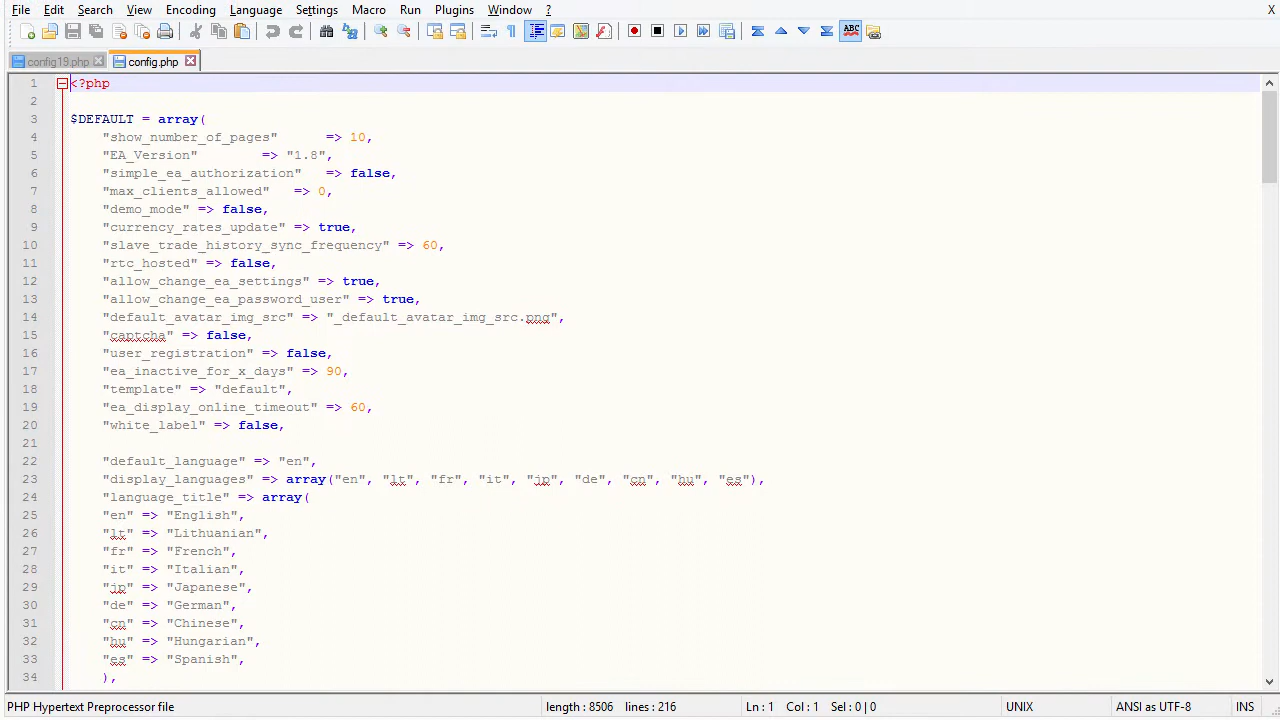 File Edit Search View Encoding Language Settings Macro Run Plugins Window ? X
config19.php config.php
1 <?php
2
3 $DEFAULT = array(
4 "show_number_of_pages" => 10,
5 "EA_Version" => "1.8",
6 "simple_ea_authorization" => false,
7 "max_clients_allowed" => 0,
8 "demo_mode" => false,
9 "currency_rates_update" => true,
10 "slave_trade_history_sync_frequency" => 60,
11 "rtc_hosted" => false,
12 "allow_change_ea_settings" => true,
13 "allow_change_ea_password_user" => true,
14 "default_avatar_img_src" => "_default_avatar_img_src.png",
15 "captcha" => false,
16 "user_registration" => false,
17 "ea_inactive_for_x_days" => 90,
18 "template" => "default",
19 "ea_display_online_timeout" => 60,
20 "white_label" => false,
21
22 "default_language" => "en",
23 "display_languages" => array("en", "lt", "fr", "it", "jp", "de", "cn", "hu", "es"),
24 "language_title" => array(
25 "en" => "English",
26 "lt" => "Lithuanian",
27 "fr" => "French",
28 "it" => "Italian",
29 "jp" => "Japanese",
30 "de" => "German",
31 "cn" => "Chinese",
32 "hu" => "Hungarian",
33 "es" => "Spanish",
34 ),
PHP Hypertext Preprocessor file length : 8506 lines : 216 Ln : 1 Col : 1 Sel : 0 | 0 UNIX ANSI as UTF-8 INS